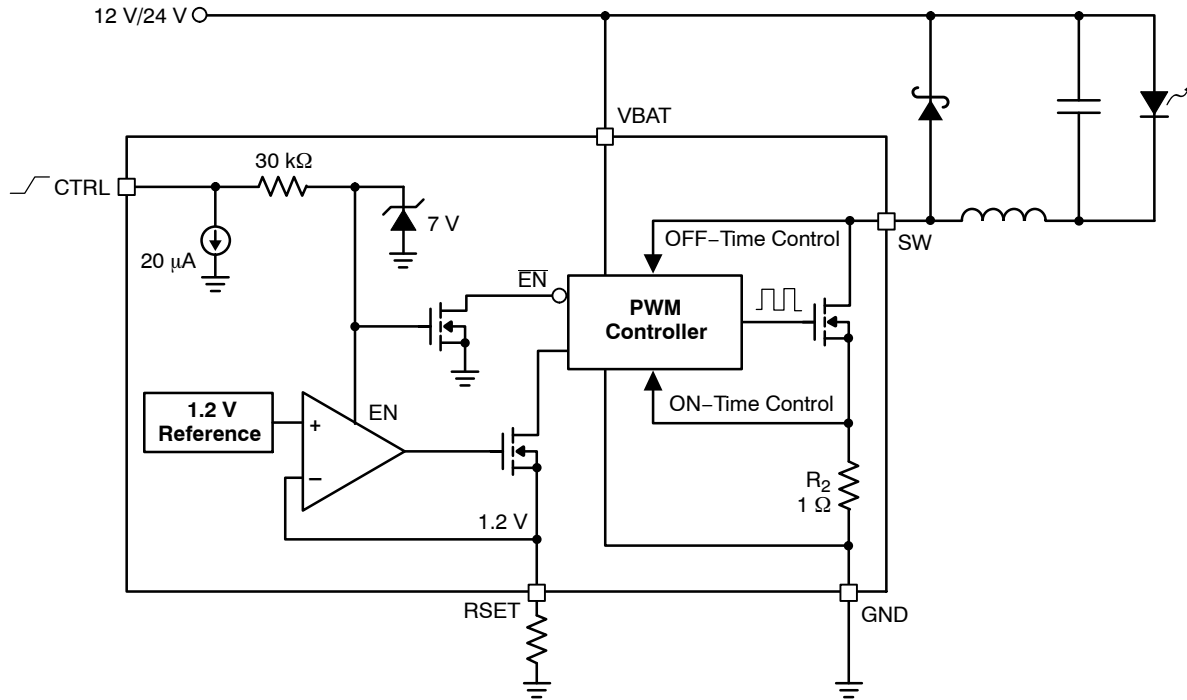 12 V/24 V
VBAT
30 kΩ
CTRL
7 V
20 μA
SW
OFF−Time Control
EN
PWM
Controller
ON−Time Control
1.2 V
Reference
+
EN
−
R2
1 Ω
1.2 V
RSET
GND